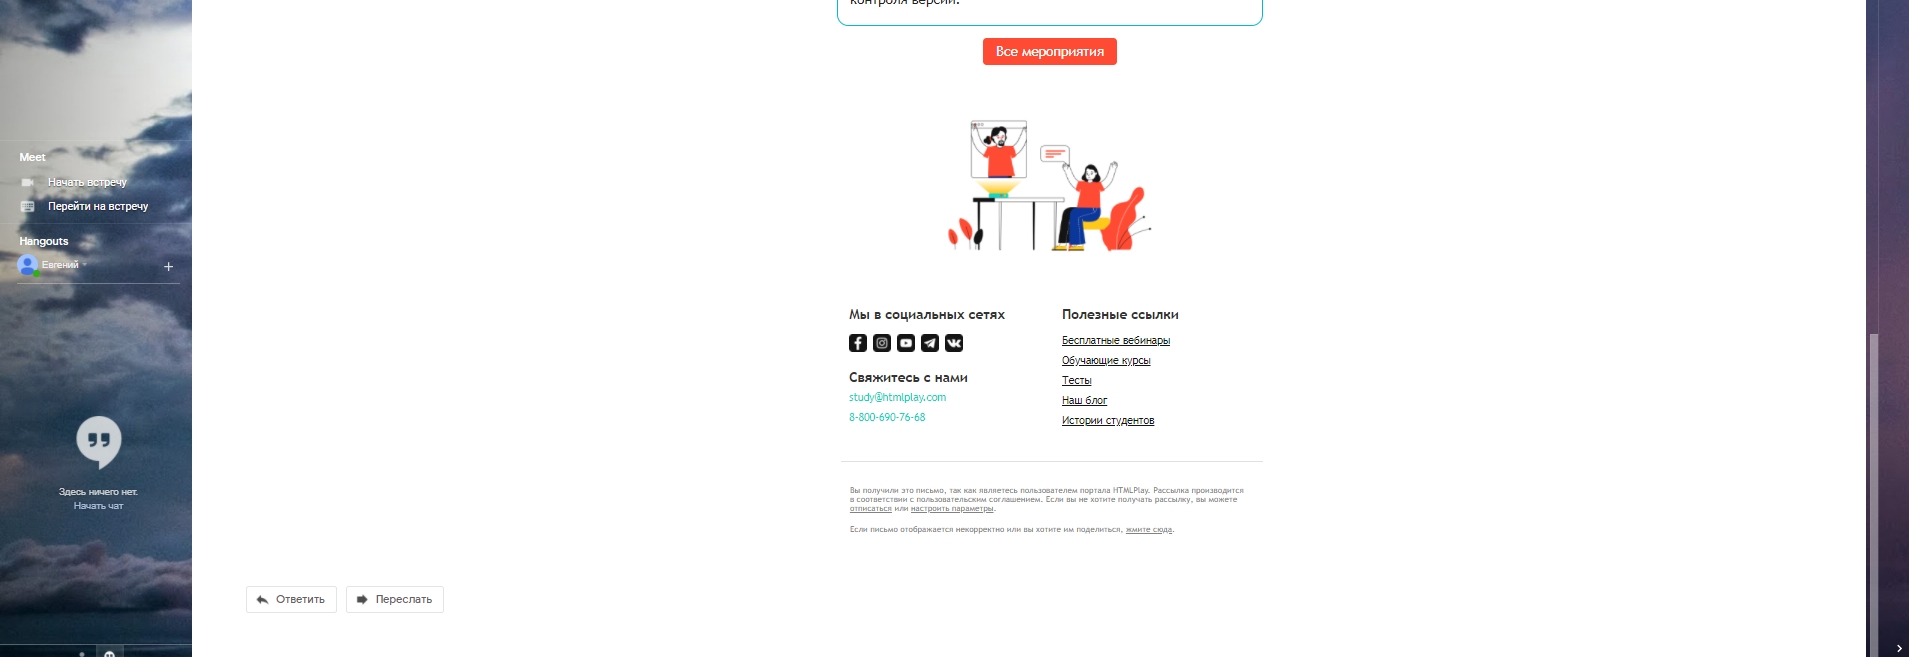 контроля версий.
Все мероприятия
Meet
Начать встречу
Перейти на встречу
Hangouts
Евгений
Здесь ничего нет.
Начать чат
Мы в социальных сетях
Свяжитесь с нами
study@htmlplay.com
8-800-690-76-68
Полезные ссылки
Бесплатные вебинары
Обучающие курсы
Тесты
Наш блог
Истории студентов
Вы получили это письмо, так как являетесь пользователем портала HTMLPlay. Рассылка производится
в соответствии с пользовательским соглашением. Если вы не хотите получать рассылку, вы можете
отписаться или настроить параметры.
Если письмо отображается некорректно или вы хотите им поделиться, жмите сюда.
Ответить
Переслать